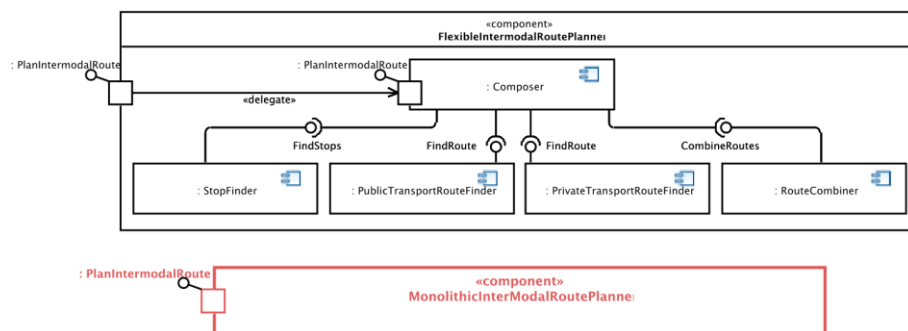 «component»
FlexibleIntermodalRoutePlanner
: PlanIntermodalRoute
: PlanIntermodalRoute
: Composer
«delegate»
FindStops
FindRoute
FindRoute
CombineRoutes
: StopFinder
: PublicTransportRouteFinder
: PrivateTransportRouteFinder
: RouteCombiner
: PlanIntermodalRoute
«component»
MonolithicInterModalRoutePlanner